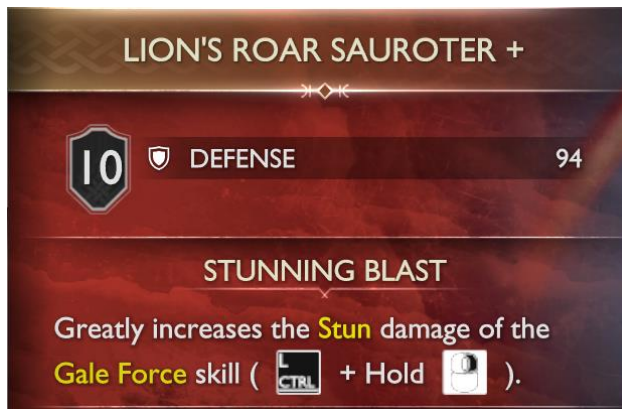 LION'S ROAR SAUROTER +
10 DEFENSE 94
STUNNING BLAST
Greatly increases the Stun damage of the
Gale Force skill ( L CTRL + Hold ).